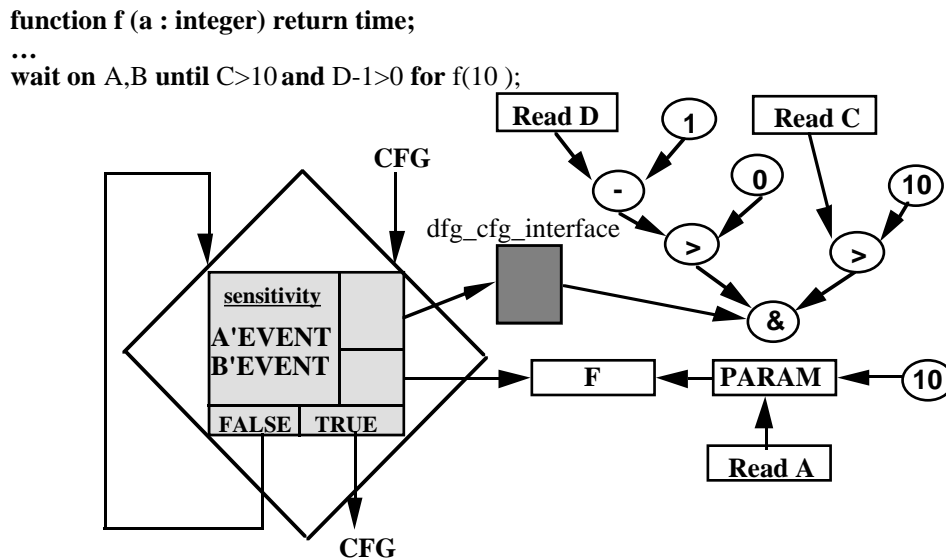 function f (a : integer) return time;
...
wait on A,B until C>10 and D-1>0 for f(10 );
Read D
1
Read C
CFG
-
0
10
dfg_cfg_interface
>
>
sensitivity
A'EVENT
B'EVENT
&
F
PARAM
10
FALSE
TRUE
Read A
CFG